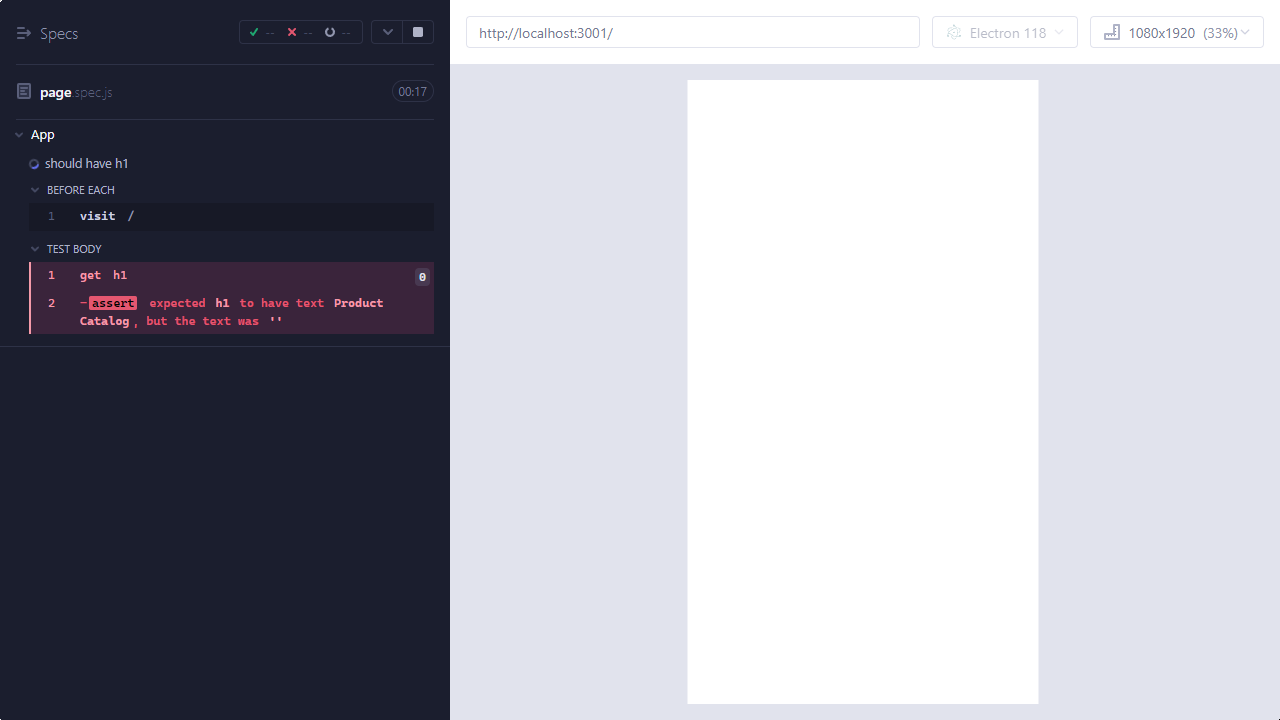 Specs
-- -- --
page.spec.js
00:17
App
should have h1
BEFORE EACH
1 visit /
TEST BODY
1 get h1 0
2 -assert expected h1 to have text Product
Catalog, but the text was ''
http://localhost:3001/
Electron 118
1080x1920 (33%)